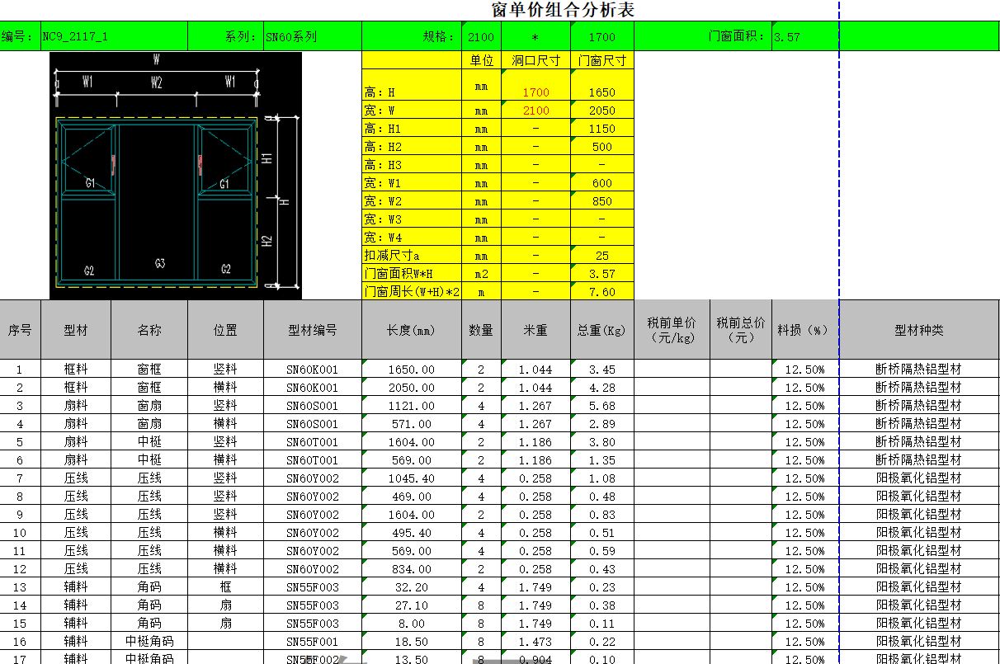 窗单价组合分析表
编号: NC9_2117_1 系列: SN60系列 规格: 2100 * 1700 门窗面积: 3.57
W
W1 W2 W1
a a
a
H1
H
H2
a
G1 G1
G2 G3 G2
单位 洞口尺寸 门窗尺寸
高: H mm 1700 1650
宽: W mm 2100 2050
高: H1 mm - 1150
高: H2 mm - 500
高: H3 mm - -
宽: W1 mm - 600
宽: W2 mm - 850
宽: W3 mm - -
宽: W4 mm - -
扣减尺寸a mm - 25
门窗面积W*H m2 - 3.57
门窗周长(W+H)*2 m - 7.60
序号 型材 名称 位置 型材编号 长度(mm) 数量 米重 总重(Kg) 税前单价（元/kg） 税前总价（元） 料损（%） 型材种类
1 框料 窗框 竖料 SN60K001 1650.00 2 1.044 3.45 12.50% 断桥隔热铝型材
2 框料 窗框 横料 SN60K001 2050.00 2 1.044 4.28 12.50% 断桥隔热铝型材
3 扇料 窗扇 竖料 SN60S001 1121.00 4 1.267 5.68 12.50% 断桥隔热铝型材
4 扇料 窗扇 横料 SN60S001 571.00 4 1.267 2.89 12.50% 断桥隔热铝型材
5 扇料 中梃 竖料 SN60T001 1604.00 2 1.186 3.80 12.50% 断桥隔热铝型材
6 扇料 中梃 横料 SN60T001 569.00 2 1.186 1.35 12.50% 断桥隔热铝型材
7 压线 压线 竖料 SN60Y002 1045.40 4 0.258 1.08 12.50% 阳极氧化铝型材
8 压线 压线 竖料 SN60Y002 469.00 4 0.258 0.48 12.50% 阳极氧化铝型材
9 压线 压线 竖料 SN60Y002 1604.00 2 0.258 0.83 12.50% 阳极氧化铝型材
10 压线 压线 横料 SN60Y002 495.40 4 0.258 0.51 12.50% 阳极氧化铝型材
11 压线 压线 横料 SN60Y002 569.00 4 0.258 0.59 12.50% 阳极氧化铝型材
12 压线 压线 横料 SN60Y002 834.00 2 0.258 0.43 12.50% 阳极氧化铝型材
13 辅料 角码 框 SN55F003 32.20 4 1.749 0.23 12.50% 阳极氧化铝型材
14 辅料 角码 扇 SN55F003 27.10 8 1.749 0.38 12.50% 阳极氧化铝型材
15 辅料 角码 扇 SN55F003 8.00 8 1.749 0.11 12.50% 阳极氧化铝型材
16 辅料 中梃角码 SN55F001 18.50 8 1.473 0.22 12.50% 阳极氧化铝型材
17 辅料 中梃角码 SN55F002 13.50 8 0.904 0.10 12.50% 阳极氧化铝型材